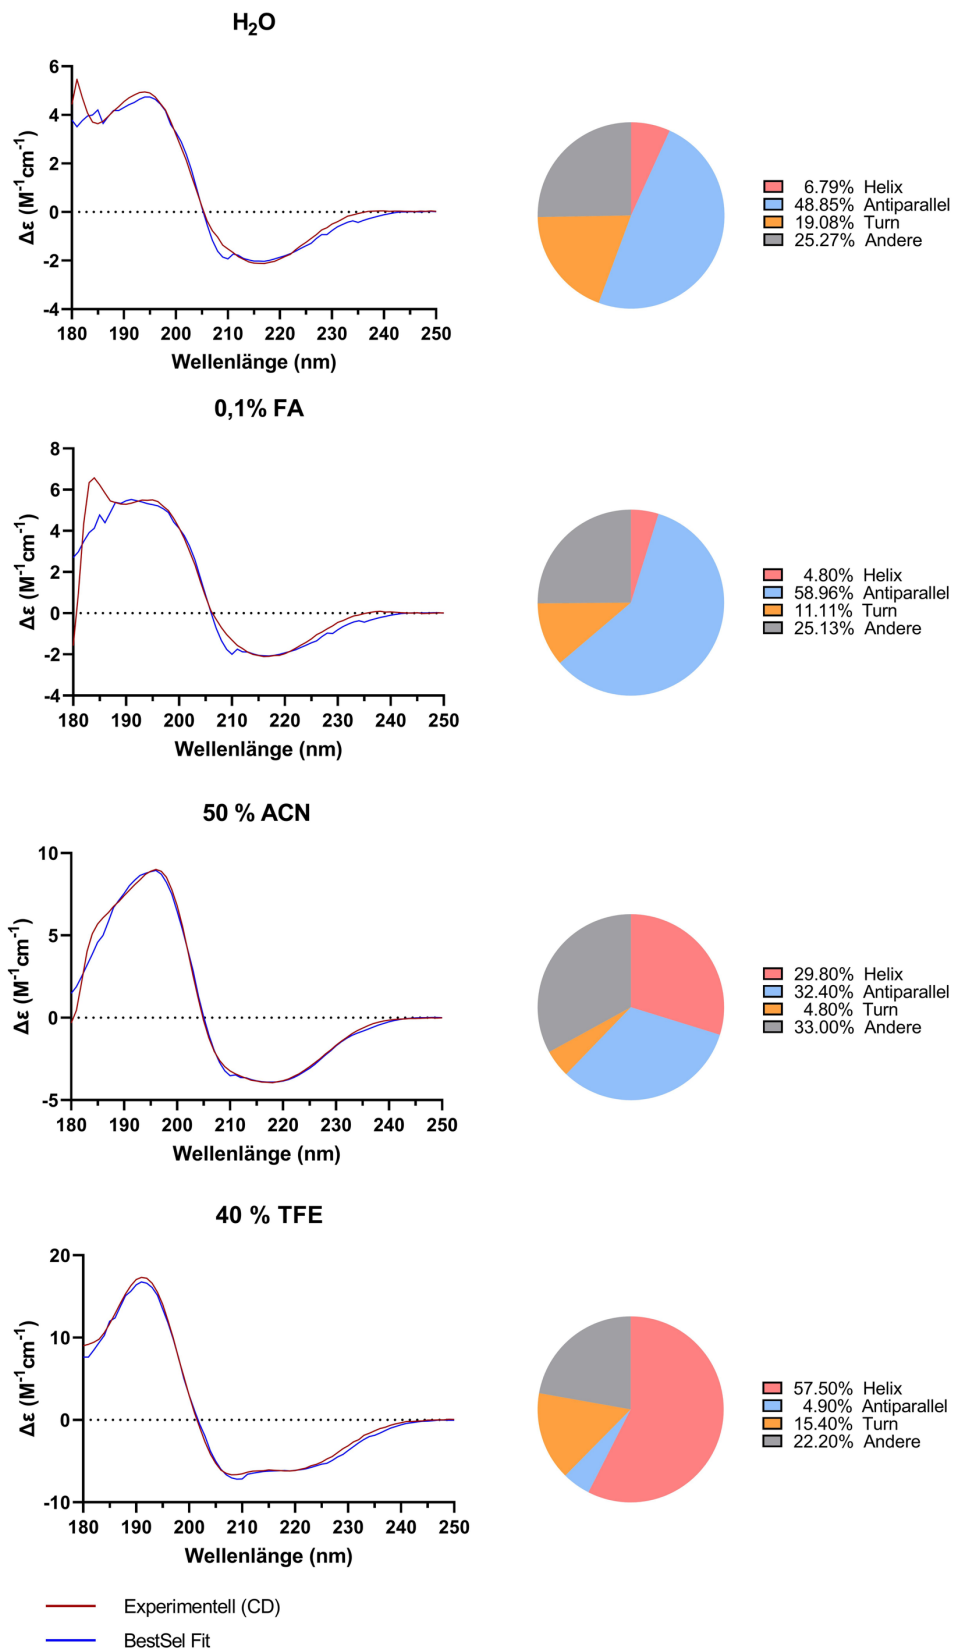 H₂O
6
4
2
0
-2
-4
Δε (M⁻¹cm⁻¹)
180 190 200 210 220 230 240 250
Wellenlänge (nm)
6.79% Helix
48.85% Antiparallel
19.08% Turn
25.27% Andere
0,1% FA
8
6
4
2
0
-2
-4
Δε (M⁻¹cm⁻¹)
180 190 200 210 220 230 240 250
Wellenlänge (nm)
4.80% Helix
58.96% Antiparallel
11.11% Turn
25.13% Andere
50 % ACN
10
5
0
-5
Δε (M⁻¹cm⁻¹)
180 190 200 210 220 230 240 250
Wellenlänge (nm)
29.80% Helix
32.40% Antiparallel
4.80% Turn
33.00% Andere
40 % TFE
20
10
0
-10
Δε (M⁻¹cm⁻¹)
180 190 200 210 220 230 240 250
Wellenlänge (nm)
57.50% Helix
4.90% Antiparallel
15.40% Turn
22.20% Andere
Experimentell (CD)
BestSel Fit